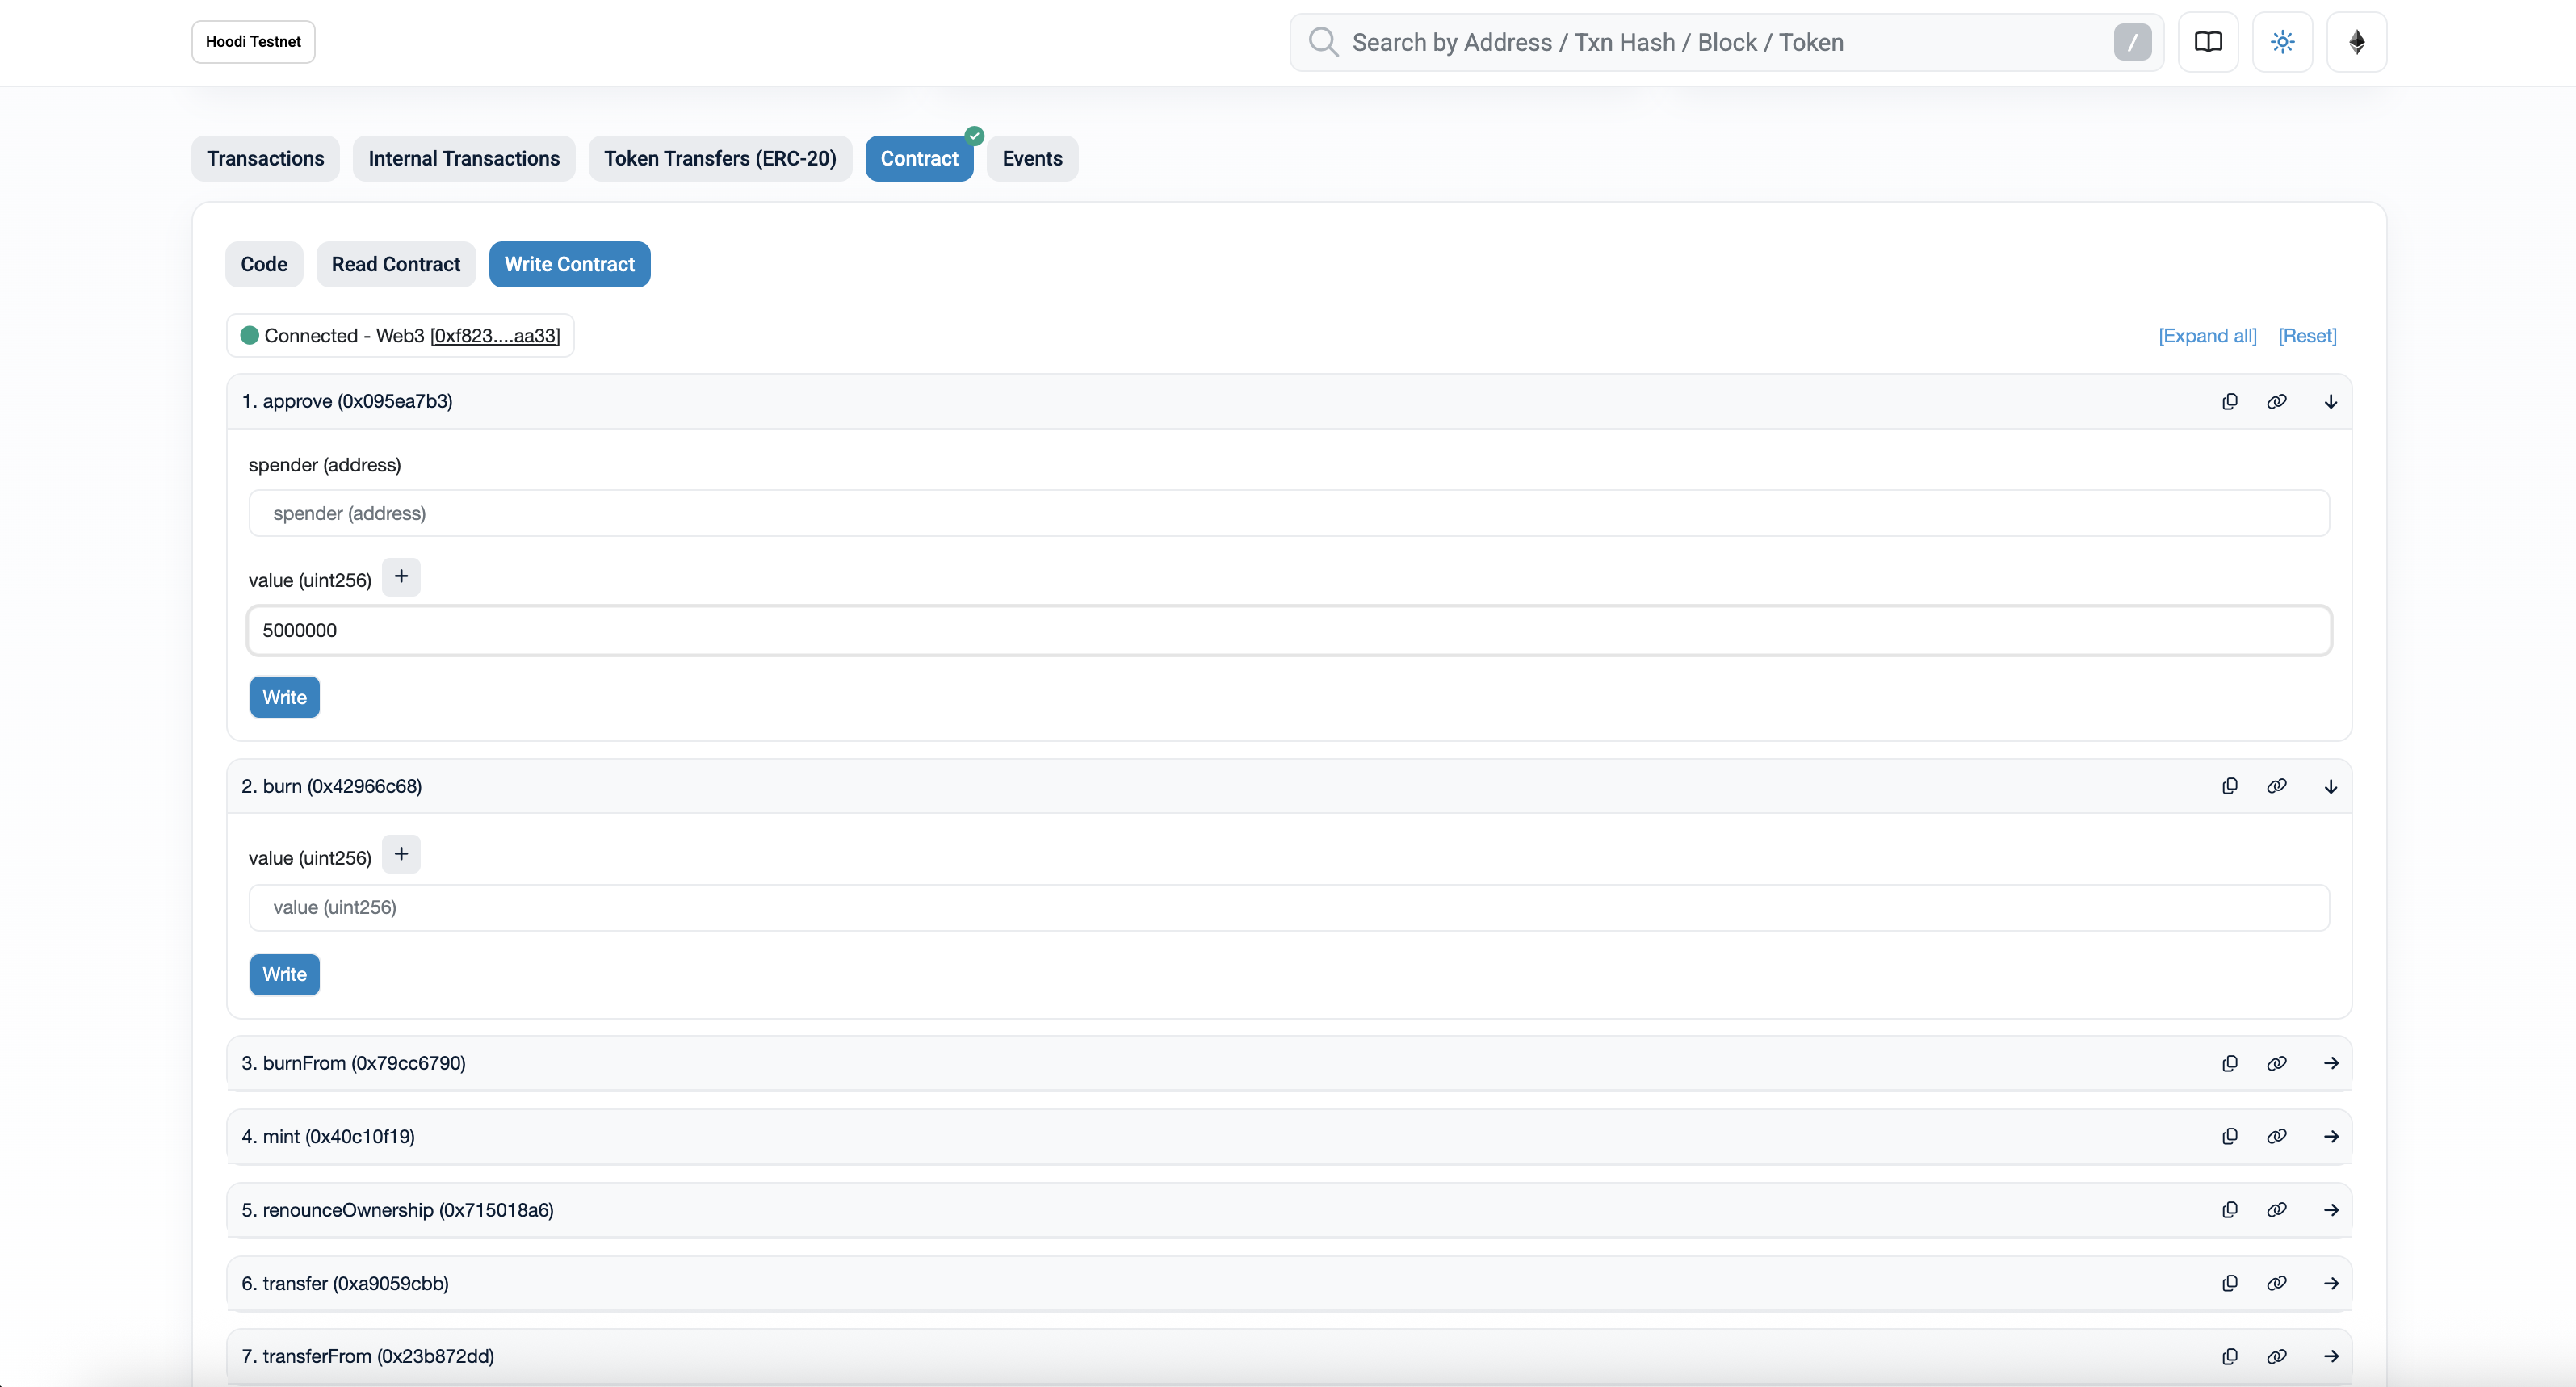 Hoodi Testnet
Search by Address / Txn Hash / Block / Token
/
Transactions
Internal Transactions
Token Transfers (ERC-20)
Contract
Events
Code
Read Contract
Write Contract
Connected - Web3 [0xf823....aa33]
[Expand all]
[Reset]
1. approve (0x095ea7b3)
spender (address)
spender (address)
value (uint256) +
5000000
Write
2. burn (0x42966c68)
value (uint256) +
value (uint256)
Write
3. burnFrom (0x79cc6790)
4. mint (0x40c10f19)
5. renounceOwnership (0x715018a6)
6. transfer (0xa9059cbb)
7. transferFrom (0x23b872dd)